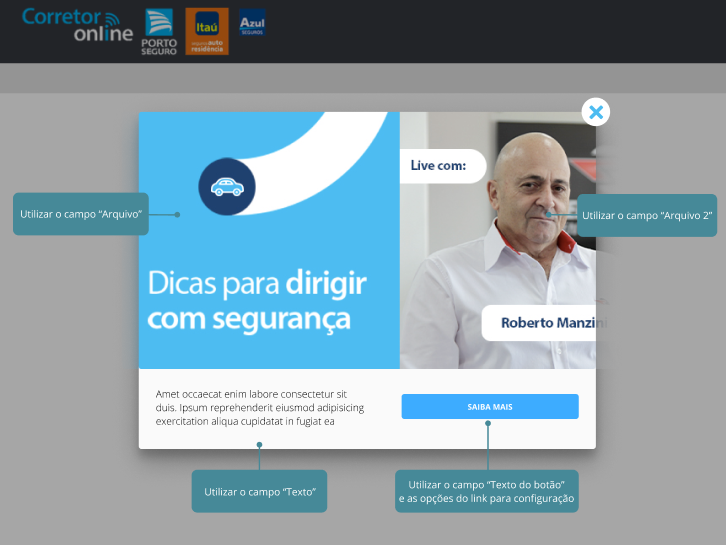 Corretor
online
PORTO
SEGURO
Itaú
seguro auto
residência
Azul
SEGUROS
Live com:
Utilizar o campo “Arquivo”
Utilizar o campo “Arquivo 2”
Dicas para dirigir
com segurança
Roberto Manzini
Amet occaecat enim labore consectetur sit
duis. Ipsum reprehenderit eiusmod adipisicing
exercitation aliqua cupidatat in fugiat ea
SAIBA MAIS
Utilizar o campo “Texto”
Utilizar o campo “Texto do botão”
e as opções do link para configuração